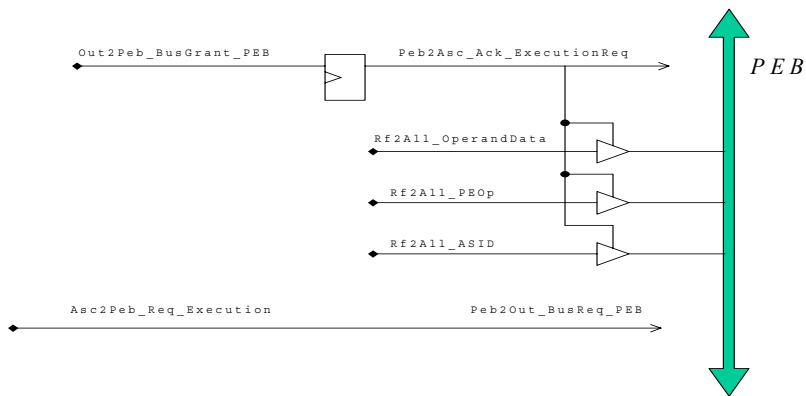 Out2Peb_BusGrant_PEB
Peb2Asc_Ack_ExecutionReq
PEB
Rf2All_OperandData
Rf2All_PEOp
Rf2All_ASID
Asc2Peb_Req_Execution
Peb2Out_BusReq_PEB